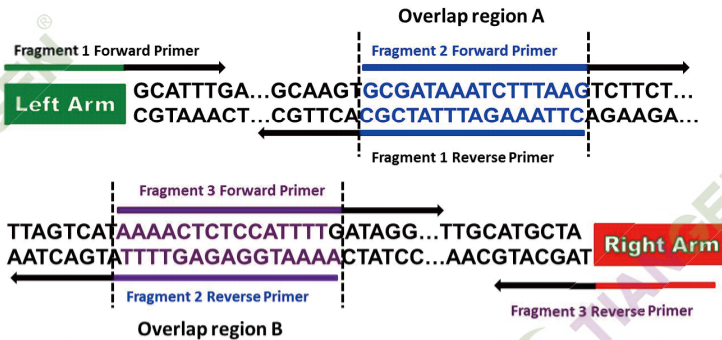 Overlap region A
Fragment 1 Forward Primer
Fragment 2 Forward Primer
GCATTTGA...GCAAGTGCGATAAATCTTTAAGTCTTCT...
Left Arm
CGTAAACT...CGTTCACGCTATTTAGAAATTCAGAAGA...
Fragment 1 Reverse Primer
Fragment 3 Forward Primer
TTAGTCATAAAACTCTCCATTTTGATAGG...TTGCATGCTA
AATCAGTATTTTGAGAGGTAAAACTATCC...AACGTACGAT
Right Arm
Fragment 2 Reverse Primer
Fragment 3 Reverse Primer
Overlap region B
TIANGEN
®